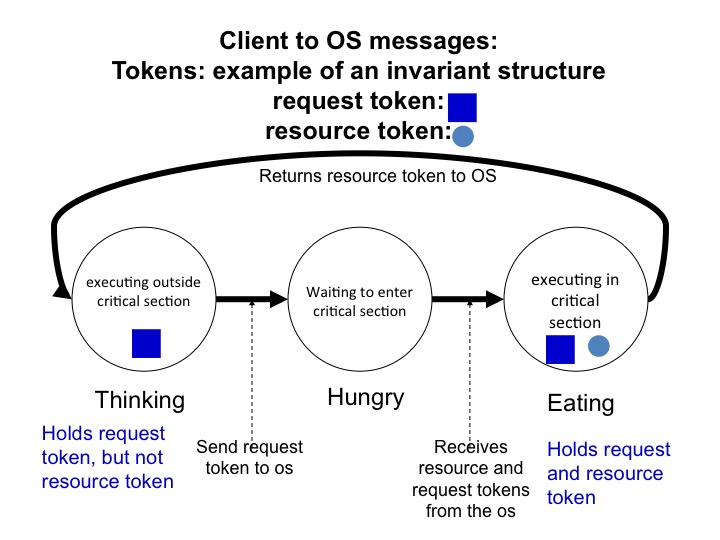 Client to OS messages:
Tokens: example of an invariant structure
request token:
resource token:
Returns resource token to OS
executing outside
critical section
Waiting to enter
critical section
executing in
critical
section
Thinking
Hungry
Eating
Holds request
token, but not
resource token
Send request
token to os
Receives
resource and
request tokens
from the os
Holds request
and resource
token